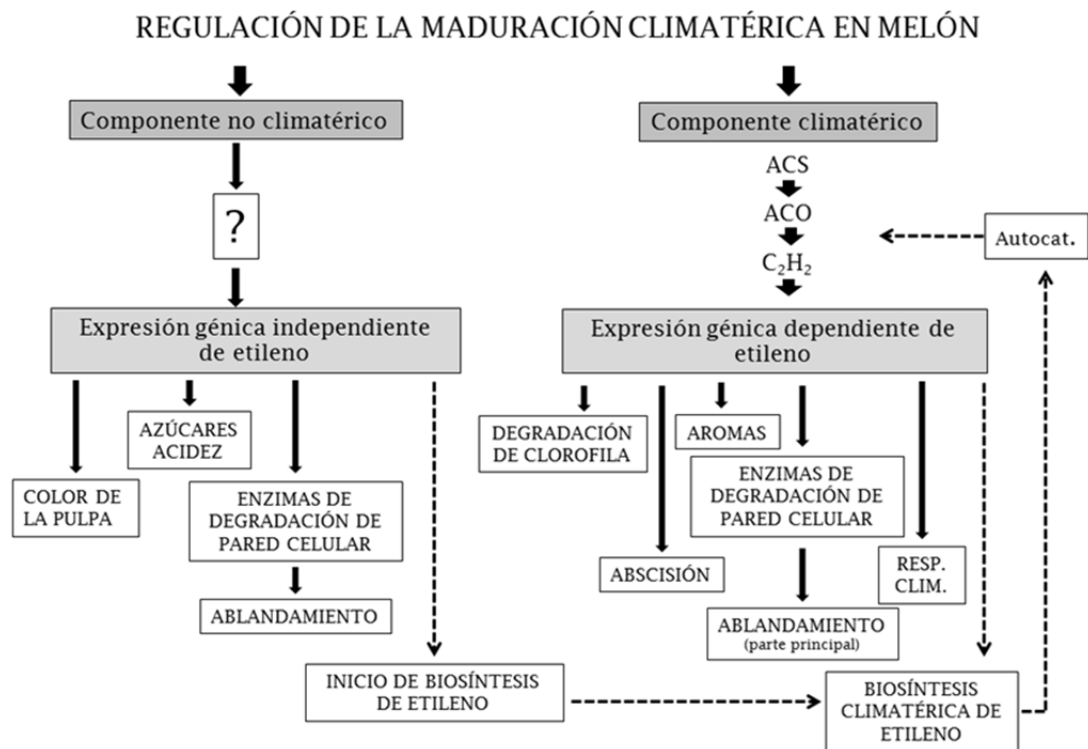 REGULACIÓN DE LA MADURACIÓN CLIMATÉRICA EN MELÓN
Componente no climatérico
?
Expresión génica independiente
de etileno
AZÚCARES
ACIDEZ
COLOR DE
LA PULPA
ENZIMAS DE
DEGRADACIÓN DE
PARED CELULAR
ABLANDAMIENTO
INICIO DE BIOSÍNTESIS
DE ETILENO
Componente climatérico
ACS
ACO
C₂H₂
Autocat.
Expresión génica dependiente de
etileno
DEGRADACIÓN
DE CLOROFILA
AROMAS
ENZIMAS DE
DEGRADACIÓN DE
PARED CELULAR
ABSCISIÓN
RESP.
CLIM.
ABLANDAMIENTO
(parte principal)
BIOSÍNTESIS
CLIMATÉRICA DE
ETILENO